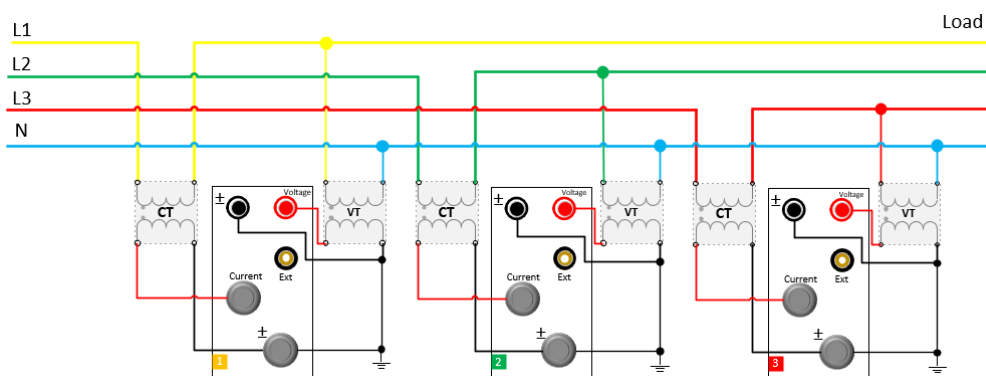 L1
Load
L2
L3
N
CT
±
Voltage
VT
Current
Ext
±
1
CT
±
Voltage
VT
Current
Ext
±
2
CT
±
Voltage
VT
Current
Ext
±
3